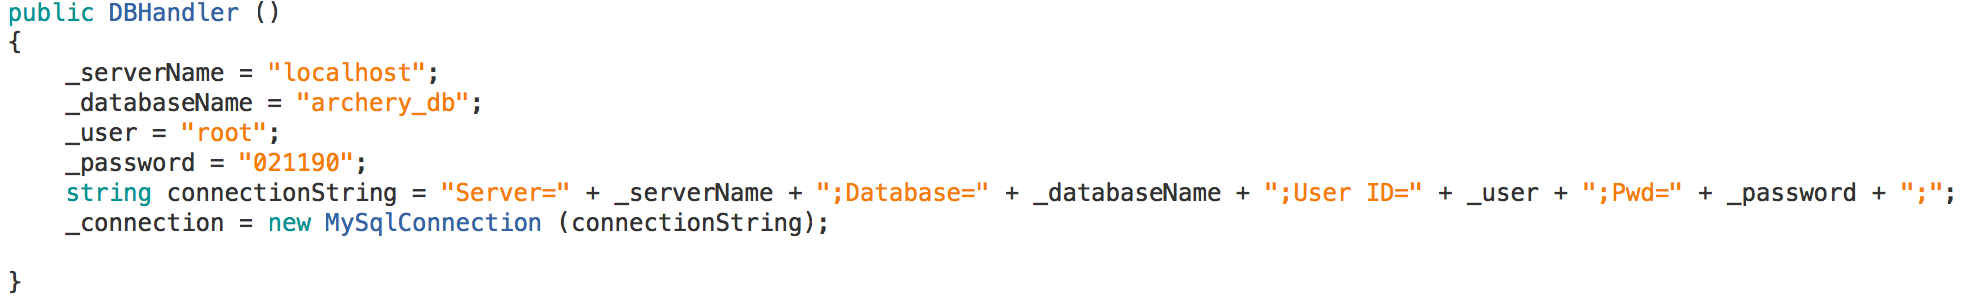 public DBHandler ()
{
    _serverName = "localhost";
    _databaseName = "archery_db";
    _user = "root";
    _password = "021190";
    string connectionString = "Server=" + _serverName + ";Database=" + _databaseName + ";User ID=" + _user + ";Pwd=" + _password + ";";
    _connection = new MySqlConnection (connectionString);
}